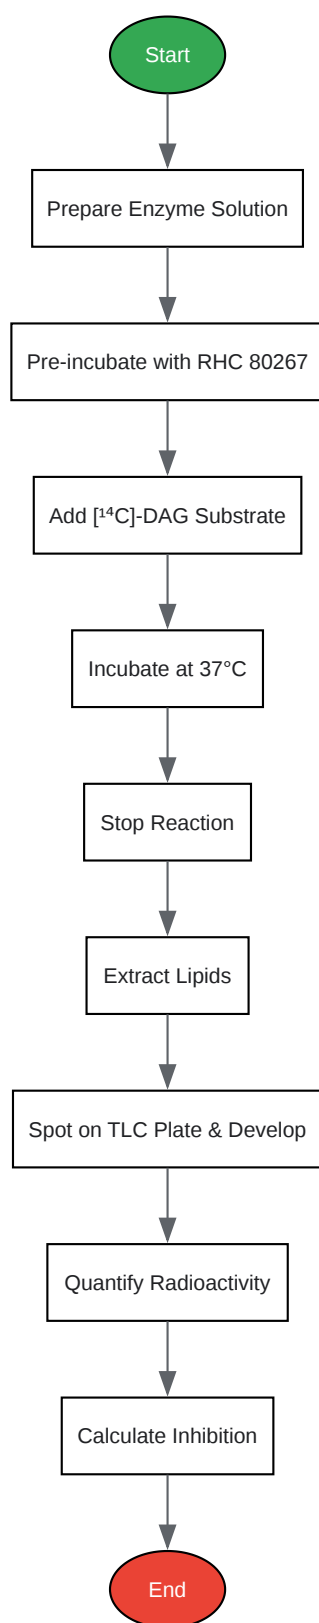 Start
Prepare Enzyme Solution
Pre-incubate with RHC 80267
Add [¹⁴C]-DAG Substrate
Incubate at 37°C
Stop Reaction
Extract Lipids
Spot on TLC Plate & Develop
Quantify Radioactivity
Calculate Inhibition
End